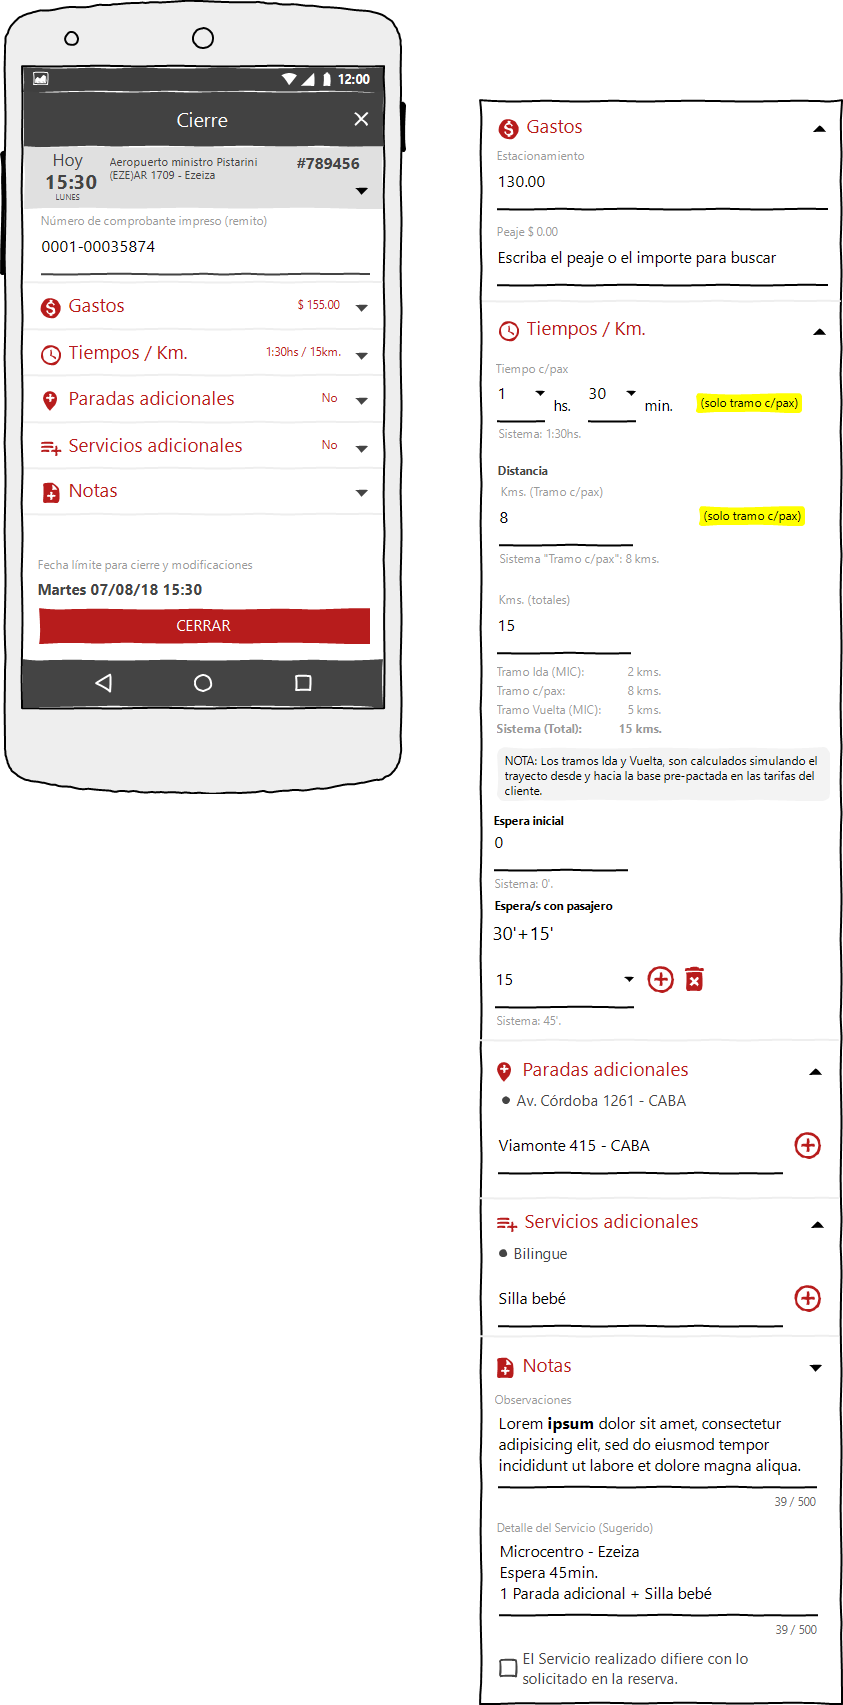 12:00
Cierre
Hoy
15:30
LUNES
Aeropuerto ministro Pistarini
(EZE)AR 1709 - Ezeiza
#789456
Número de comprobante impreso (remito)
0001-00035874
Gastos $ 155.00
Tiempos / Km. 1:30hs / 15km.
Paradas adicionales No
Servicios adicionales No
Notas
Fecha límite para cierre y modificaciones
Martes 07/08/18 15:30
CERRAR
Gastos
Estacionamiento
130.00
Peaje $ 0.00
Escriba el peaje o el importe para buscar
Tiempos / Km.
Tiempo c/pax
1 hs. 30 min. (solo tramo c/pax)
Sistema: 1:30hs.
Distancia
Kms. (Tramo c/pax)
8 (solo tramo c/pax)
Sistema "Tramo c/pax": 8 kms.
Kms. (totales)
15
Tramo Ida (MIC): 2 kms.
Tramo c/pax: 8 kms.
Tramo Vuelta (MIC): 5 kms.
Sistema (Total): 15 kms.
NOTA: Los tramos Ida y Vuelta, son calculados simulando el
trayecto desde y hacia la base pre-pactada en las tarifas del
cliente.
Espera inicial
0
Sistema: 0'.
Espera/s con pasajero
30'+15'
15
Sistema: 45'.
Paradas adicionales
Av. Córdoba 1261 - CABA
Viamonte 415 - CABA
Servicios adicionales
Bilingue
Silla bebé
Notas
Observaciones
Lorem ipsum dolor sit amet, consectetur
adipisicing elit, sed do eiusmod tempor
incididunt ut labore et dolore magna aliqua.
39 / 500
Detalle del Servicio (Sugerido)
Microcentro - Ezeiza
Espera 45min.
1 Parada adicional + Silla bebé
39 / 500
El Servicio realizado difiere con lo
solicitado en la reserva.